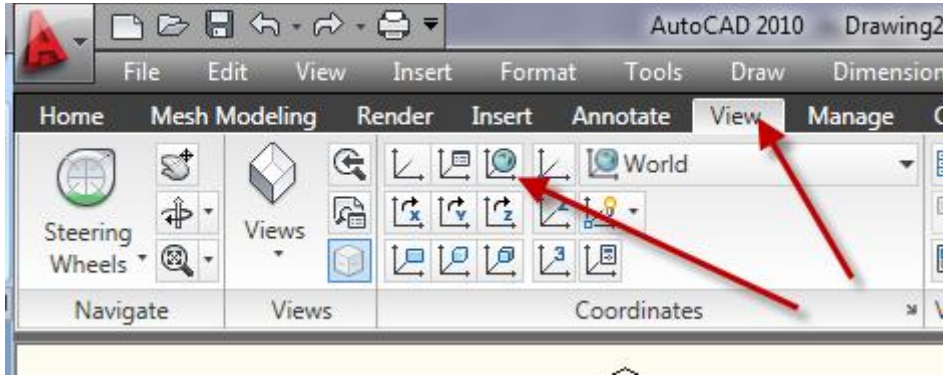 AutoCAD 2010 Drawing2
File Edit View Insert Format Tools Draw Dimension
Home Mesh Modeling Render Insert Annotate View Manage
World
X Y Z
Steering
Wheels
Views
3
Navigate Views Coordinates